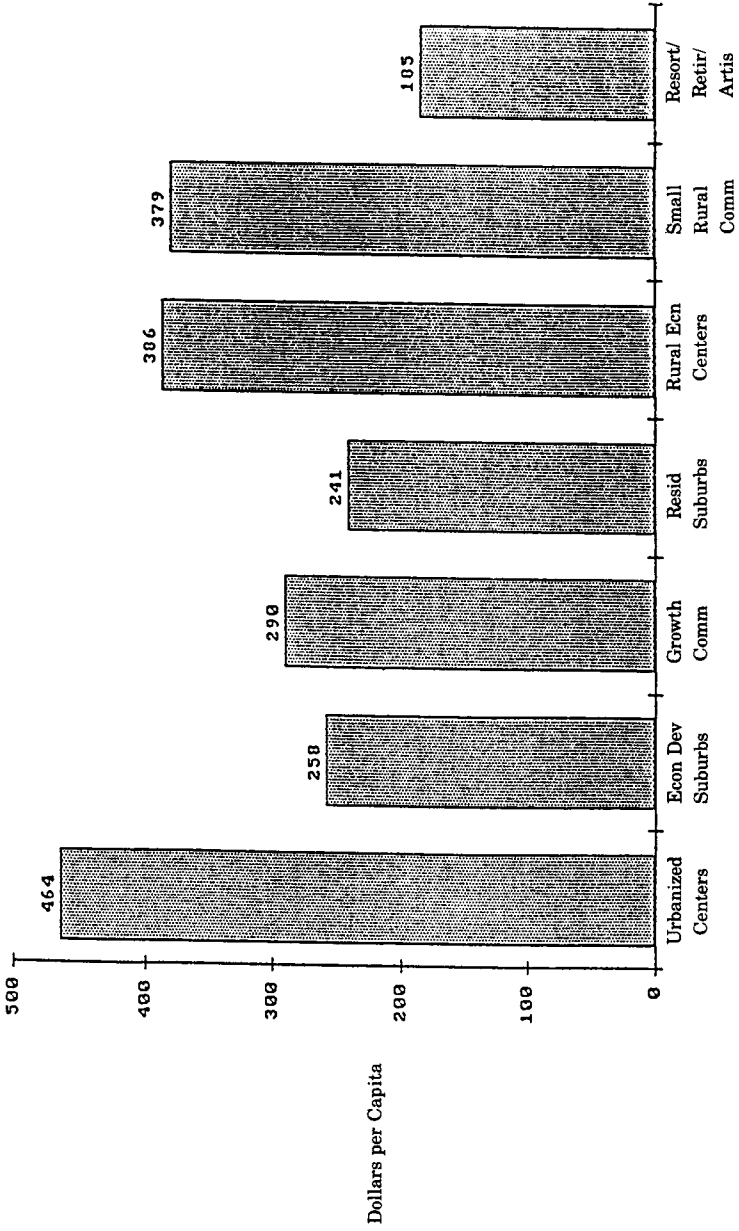 Dollars per Capita
500
400
300
200
100
0
464
258
290
241
386
379
185
Urbanized
Centers
Econ Dev
Suburbs
Growth
Comm
Resid
Suburbs
Rural Ecn
Centers
Small
Rural
Comm
Resort/
Retir/
Artis